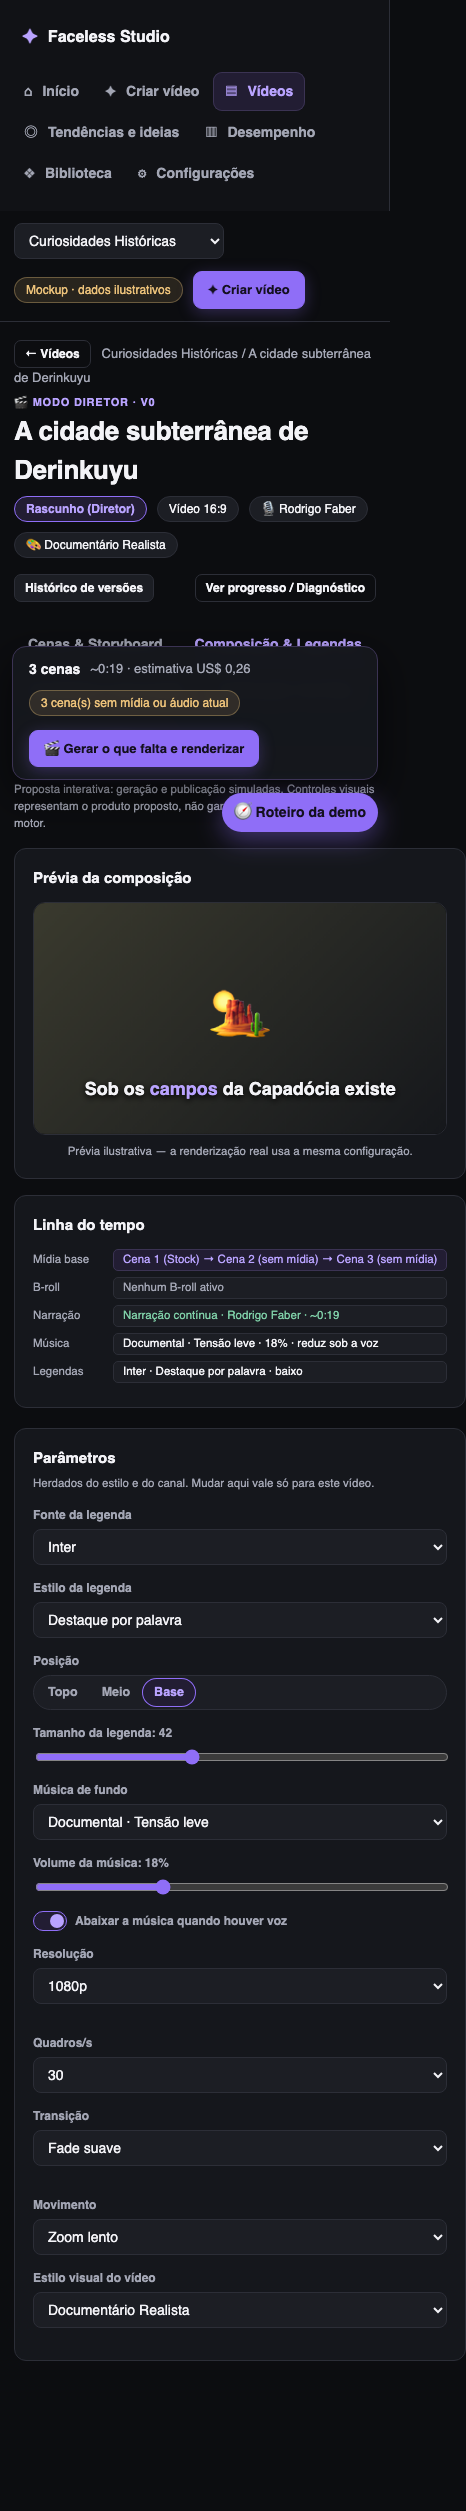 Faceless Studio
Início
Criar vídeo
Vídeos
Tendências e ideias
Desempenho
Biblioteca
Configurações
Curiosidades Históricas
Mockup · dados ilustrativos
✦ Criar vídeo
← Vídeos
Curiosidades Históricas / A cidade subterrânea
de Derinkuyu
🎬 MODO DIRETOR · V0
A cidade subterrânea de
Derinkuyu
Rascunho (Diretor)
Vídeo 16:9
🎙️ Rodrigo Faber
🎨 Documentário Realista
Histórico de versões
Ver progresso / Diagnóstico
Cenas & Storyboard
Composição & Legendas
3 cenas
~0:19 · estimativa US$ 0,26
3 cena(s) sem mídia ou áudio atual
🎬 Gerar o que falta e renderizar
Proposta interativa: geração e publicação simuladas. Controles visuais
representam o produto proposto, não
motor.
🧭 Roteiro da demo
Prévia da composição
Sob os campos da Capadócia existe
Prévia ilustrativa — a renderização real usa a mesma configuração.
Linha do tempo
Mídia base
Cena 1 (Stock) → Cena 2 (sem mídia) → Cena 3 (sem mídia)
B-roll
Nenhum B-roll ativo
Narração
Narração contínua · Rodrigo Faber · ~0:19
Música
Documental · Tensão leve · 18% · reduz sob a voz
Legendas
Inter · Destaque por palavra · baixo
Parâmetros
Herdados do estilo e do canal. Mudar aqui vale só para este vídeo.
Fonte da legenda
Inter
Estilo da legenda
Destaque por palavra
Posição
Topo
Meio
Base
Tamanho da legenda: 42
Música de fundo
Documental · Tensão leve
Volume da música: 18%
Abaixar a música quando houver voz
Resolução
1080p
Quadros/s
30
Transição
Fade suave
Movimento
Zoom lento
Estilo visual do vídeo
Documentário Realista